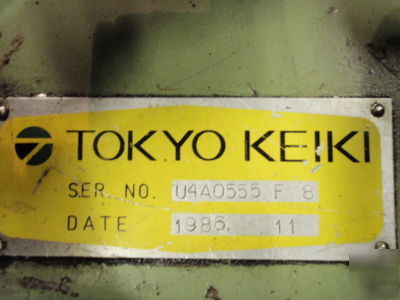 TOKYO KEIKI
SER. NO. U4A0555 F 8
DATE 1986. 11